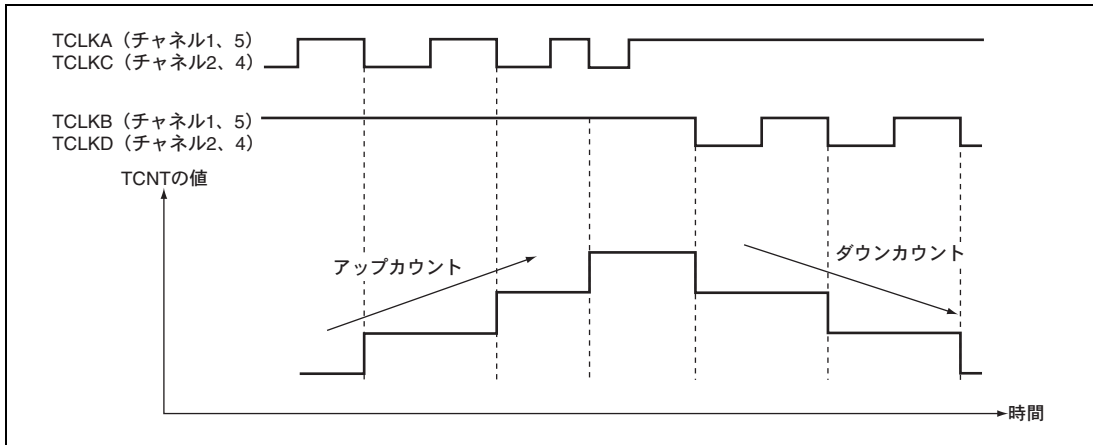 TCLKA（チャネル1、5）
TCLKC（チャネル2、4）
TCLKB（チャネル1、5）
TCLKD（チャネル2、4）
TCNTの値
アップカウント
ダウンカウント
時間